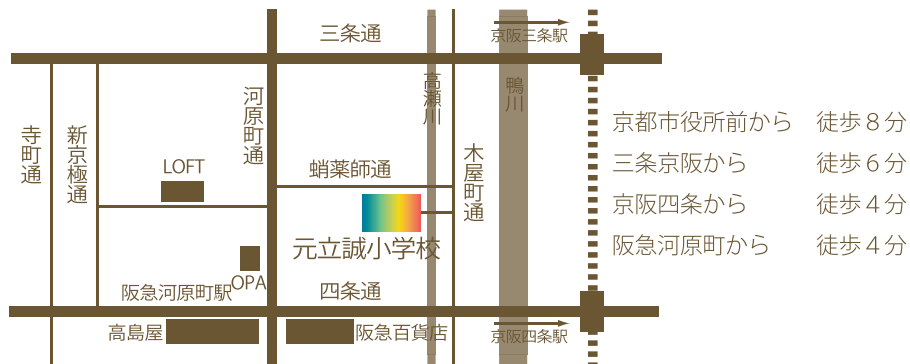 三条通
京阪三条駅
高瀬川
鴨川
河原町通
寺町通
新京極通
木屋町通
LOFT
蛸薬師通
元立誠小学校
OPA
阪急河原町駅
四条通
高島屋
阪急百貨店
京阪四条駅
京都市役所前から 徒歩８分
三条京阪から 徒歩６分
京阪四条から 徒歩４分
阪急河原町から 徒歩４分